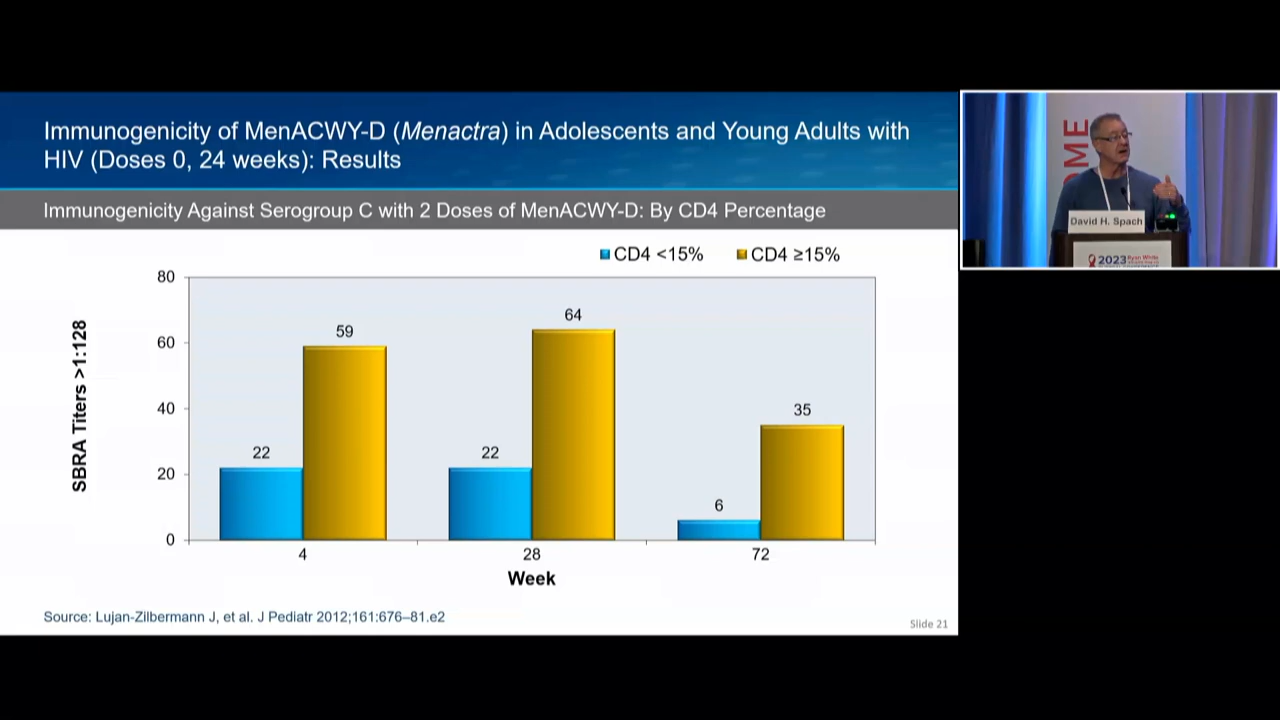 Immunogenicity of MenACWY-D (Menactra) in Adolescents and Young Adults with
HIV (Doses 0, 24 weeks): Results
Immunogenicity Against Serogroup C with 2 Doses of MenACWY-D: By CD4 Percentage
CD4 <15% CD4 ≥15%
SBRA Titers >1:128
80
60
40
20
0
22 59
22 64
6 35
4 28 72
Week
Source: Lujan-Zilbermann J, et al. J Pediatr 2012;161:676–81.e2
Slide 21
OME
David H. Spach
2023 Ryan White